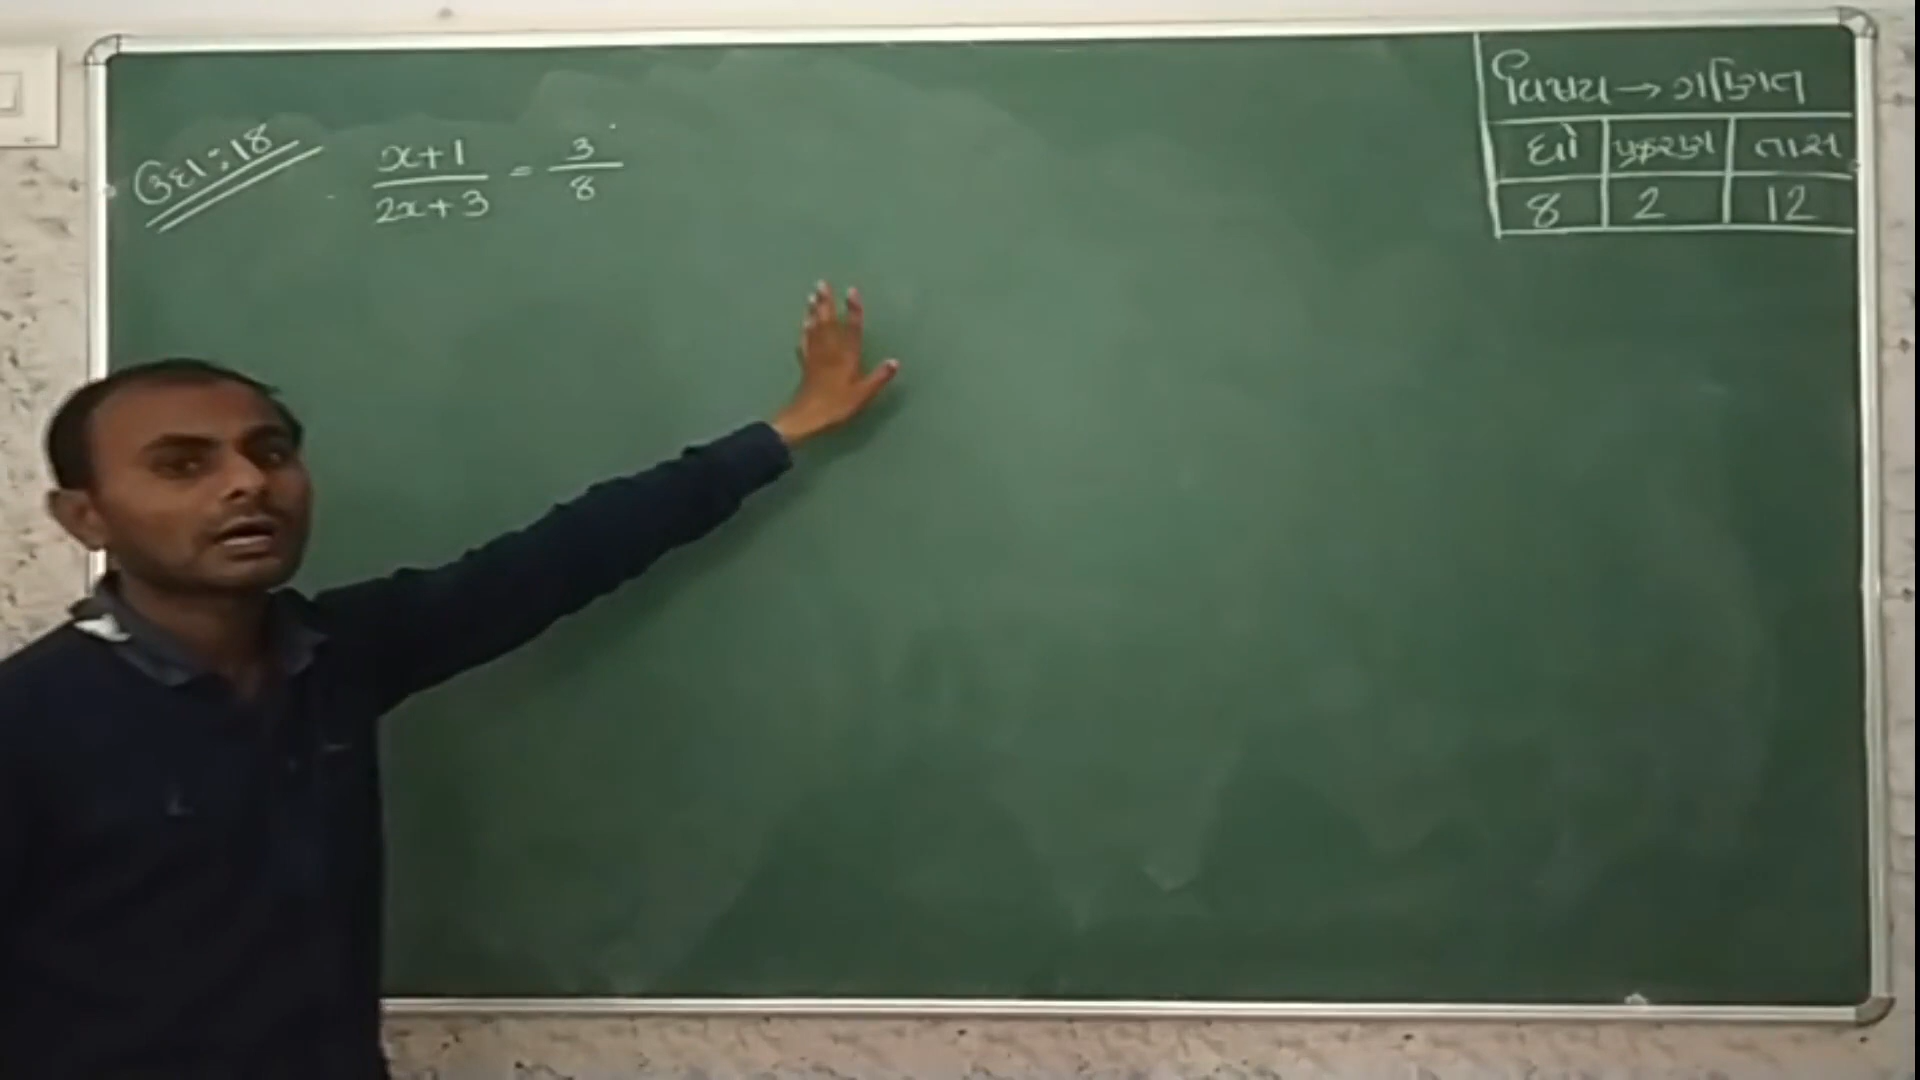 ઉદા:18
x+1/2x+3 = 3/8
વિષય → ગણિત
ધો પ્રકરણ તાસ
8 2 12